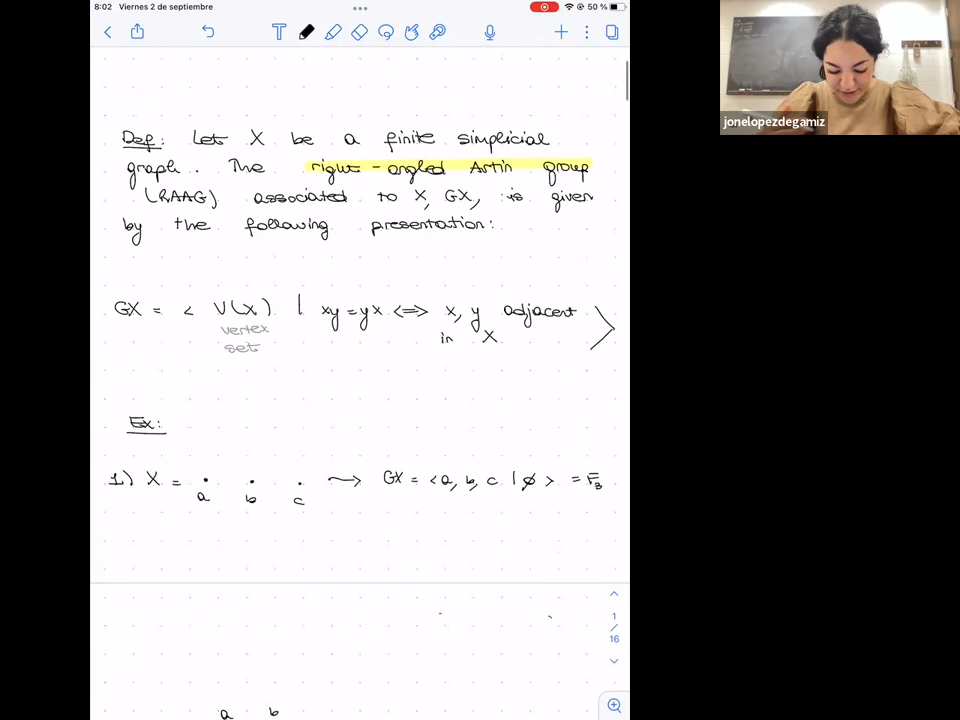 8:02 Viernes 2 de septiembre
50 %
jonelopezdegamiz
Def: Let X be a finite simplicial
graph. The right-angled Artin group
(RAAG) associated to X, GX, is given
by the following presentation:
GX = < V(X) | xy = yx <=> x, y adjacent
vertex
in X >
set
Ex:
1) X = . . . ⇝ GX = <a, b, c | ∅ > = F₃
a b c
1
/
16
a b